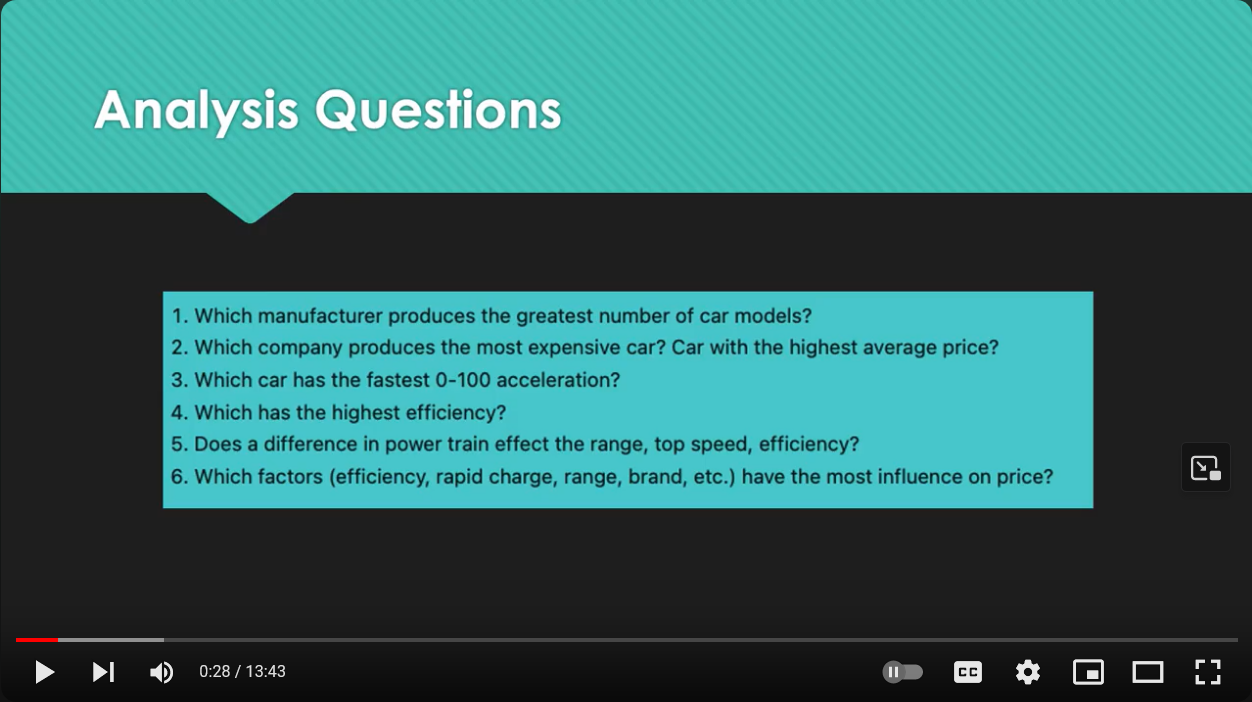 Analysis Questions
1. Which manufacturer produces the greatest number of car models?
2. Which company produces the most expensive car? Car with the highest average price?
3. Which car has the fastest 0-100 acceleration?
4. Which has the highest efficiency?
5. Does a difference in power train effect the range, top speed, efficiency?
6. Which factors (efficiency, rapid charge, range, brand, etc.) have the most influence on price?
0:28 / 13:43
CC